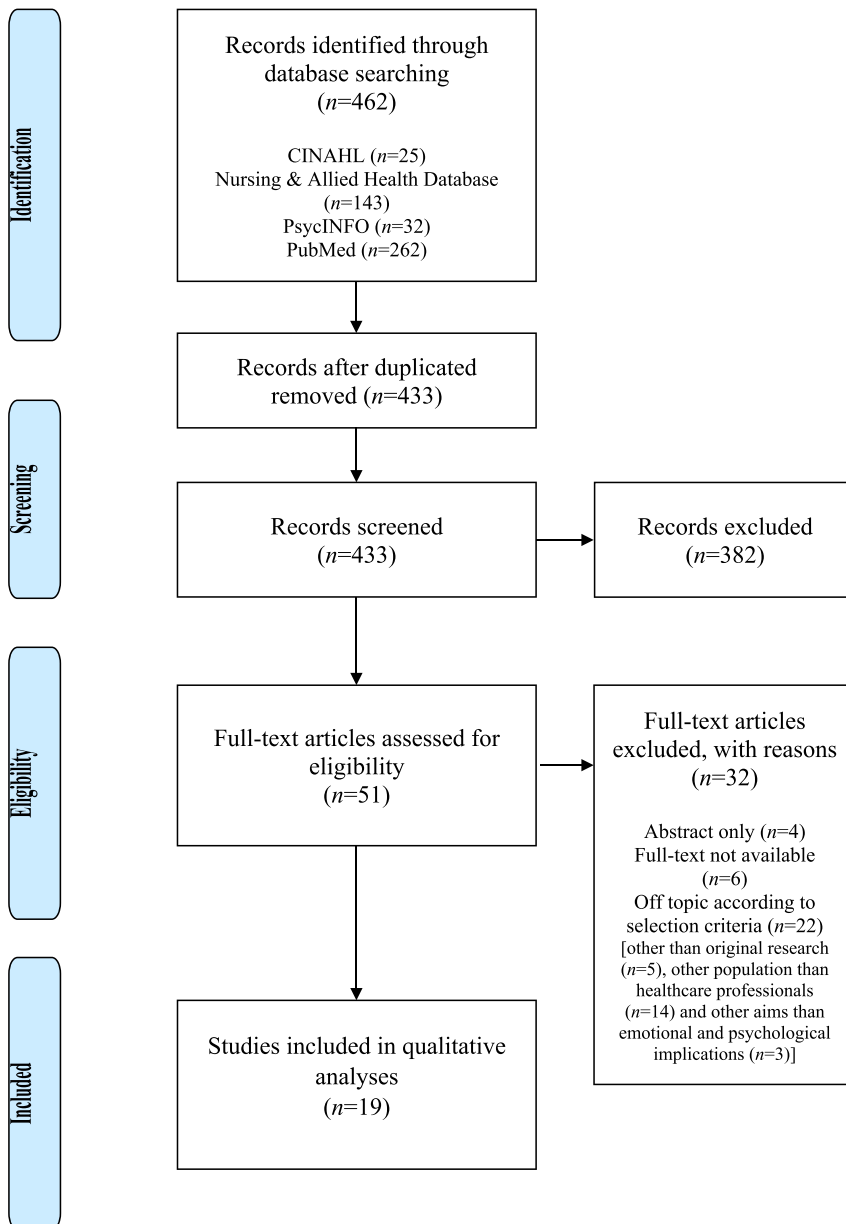 Identification
Records identified through
database searching
(n=462)
CINAHL (n=25)
Nursing & Allied Health Database
(n=143)
PsycINFO (n=32)
PubMed (n=262)
Records after duplicated
removed (n=433)
Screening
Records screened
(n=433)
Records excluded
(n=382)
Eligibility
Full-text articles assessed for
eligibility
(n=51)
Full-text articles
excluded, with reasons
(n=32)
Abstract only (n=4)
Full-text not available
(n=6)
Off topic according to
selection criteria (n=22)
[other than original research
(n=5), other population than
healthcare professionals
(n=14) and other aims than
emotional and psychological
implications (n=3)]
Included
Studies included in qualitative
analyses
(n=19)